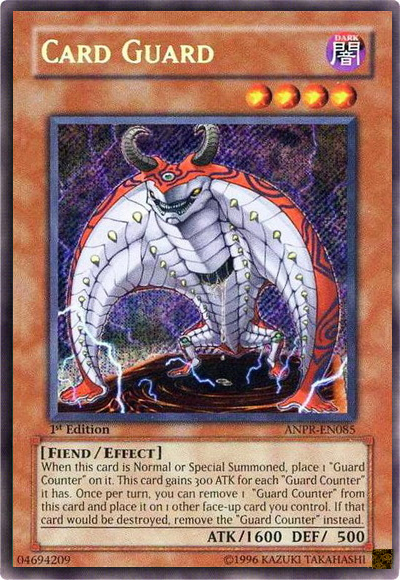 CARD GUARD
DARK
闇
1st Edition
ANPR-EN085
[FIEND / EFFECT]
When this card is Normal or Special Summoned, place 1 "Guard
Counter" on it. This card gains 300 ATK for each "Guard Counter"
it has. Once per turn, you can remove 1 "Guard Counter" from
this card and place it on 1 other face-up card you control. If that
card would be destroyed, remove the "Guard Counter" instead.
ATK/1600 DEF/ 500
04694209
©1996 KAZUKI TAKAHASHI